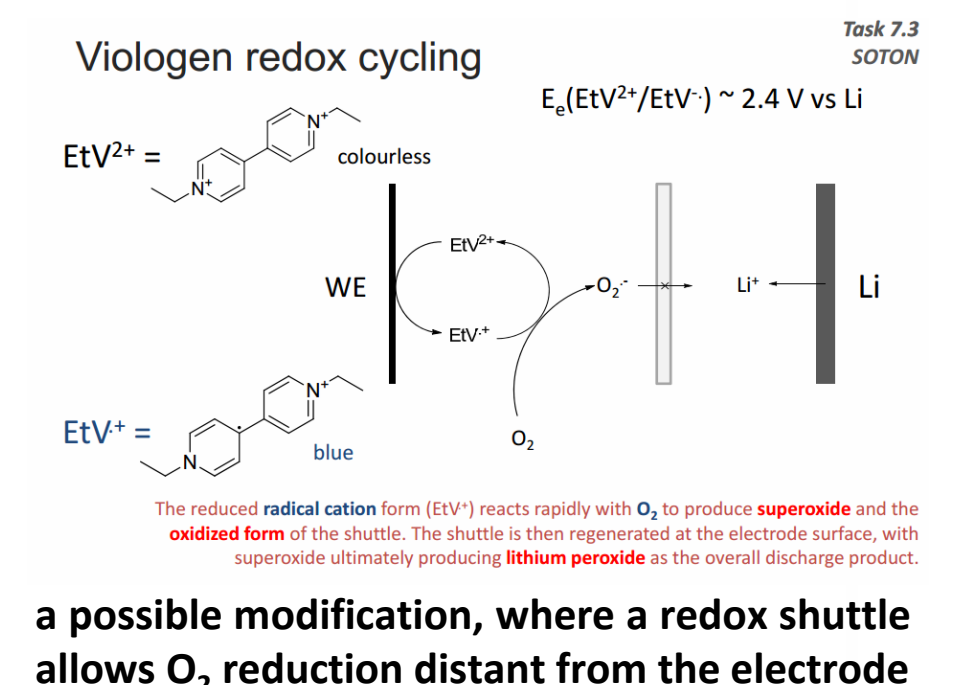 Task 7.3
SOTON
Viologen redox cycling
Eₑ(EtV²⁺/EtV⁻·) ~ 2.4 V vs Li
EtV²⁺ =
N⁺
N⁺
colourless
WE
EtV²⁺
EtV·⁺
O₂·⁻
Li⁺
Li
O₂
EtV·⁺ =
N⁺
N
blue
The reduced radical cation form (EtV⁺) reacts rapidly with O₂ to produce superoxide and the
oxidized form of the shuttle. The shuttle is then regenerated at the electrode surface, with
superoxide ultimately producing lithium peroxide as the overall discharge product.
a possible modification, where a redox shuttle
allows O₂ reduction distant from the electrode